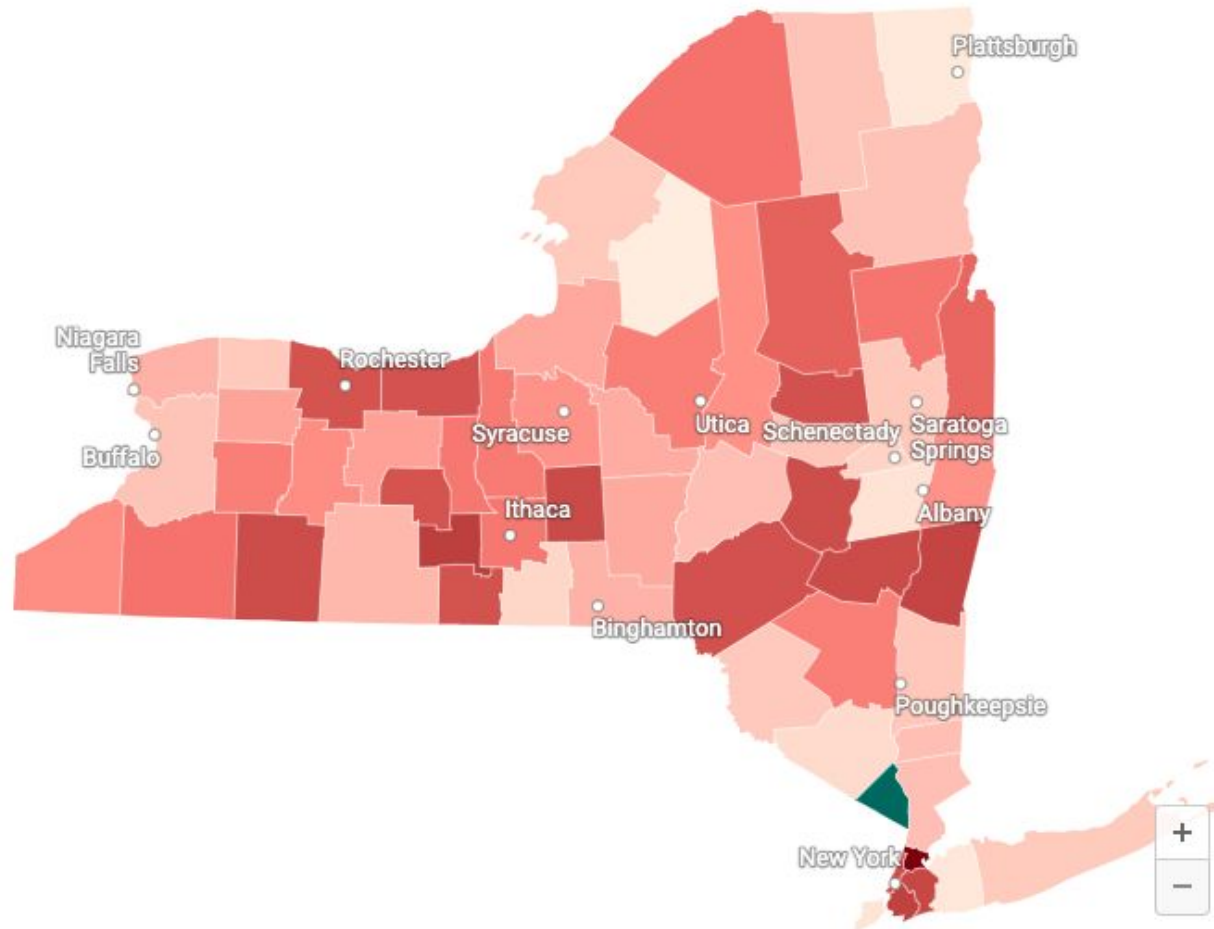 Plattsburgh
Niagara
Falls
Rochester
Buffalo
Syracuse
Utica
Schenectady
Saratoga
Springs
Ithaca
Albany
Binghamton
Poughkeepsie
New York
+
−